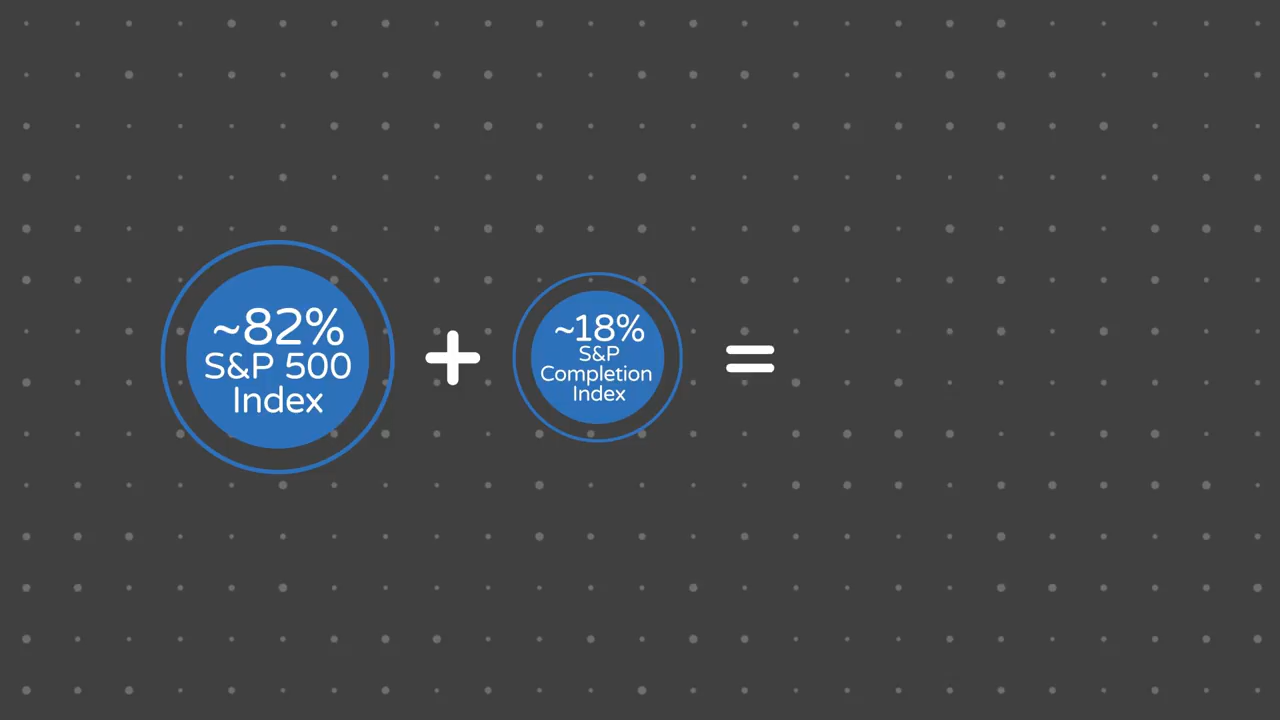 ~82%
S&P 500
Index
+
~18%
S&P
Completion
Index
=